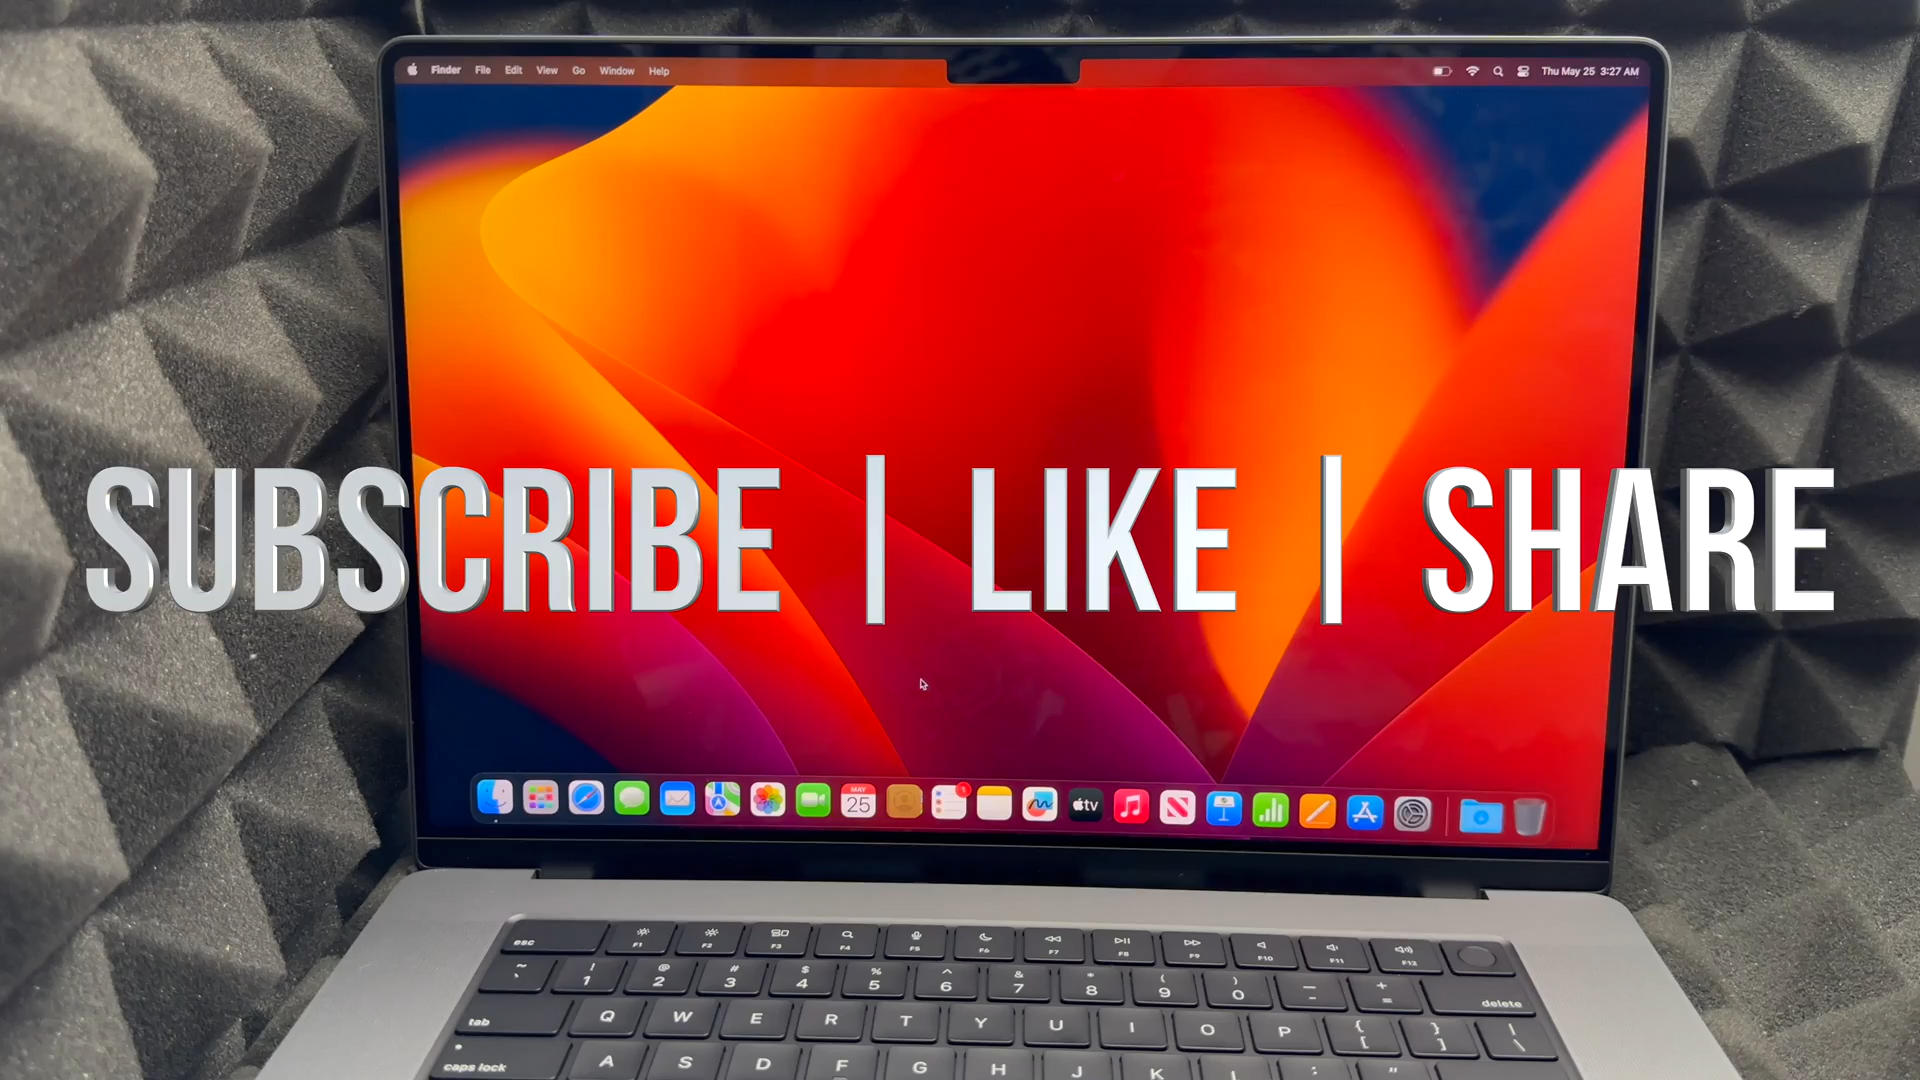 Finder File Edit View Go Window Help Thu May 25 3:27 AM
SUBSCRIBE | LIKE | SHARE
MAY
25
1
tv
esc F1 F2 F3 F4 F5 F6 F7 F8 F9 F10 F11 F12
~ ! @ # $ % ^ & * ( ) — +
` 1 2 3 4 5 6 7 8 9 0 - = delete
tab Q W E R T Y U I O P { [ } ] | \
caps lock A S D F G H J K L : ; "